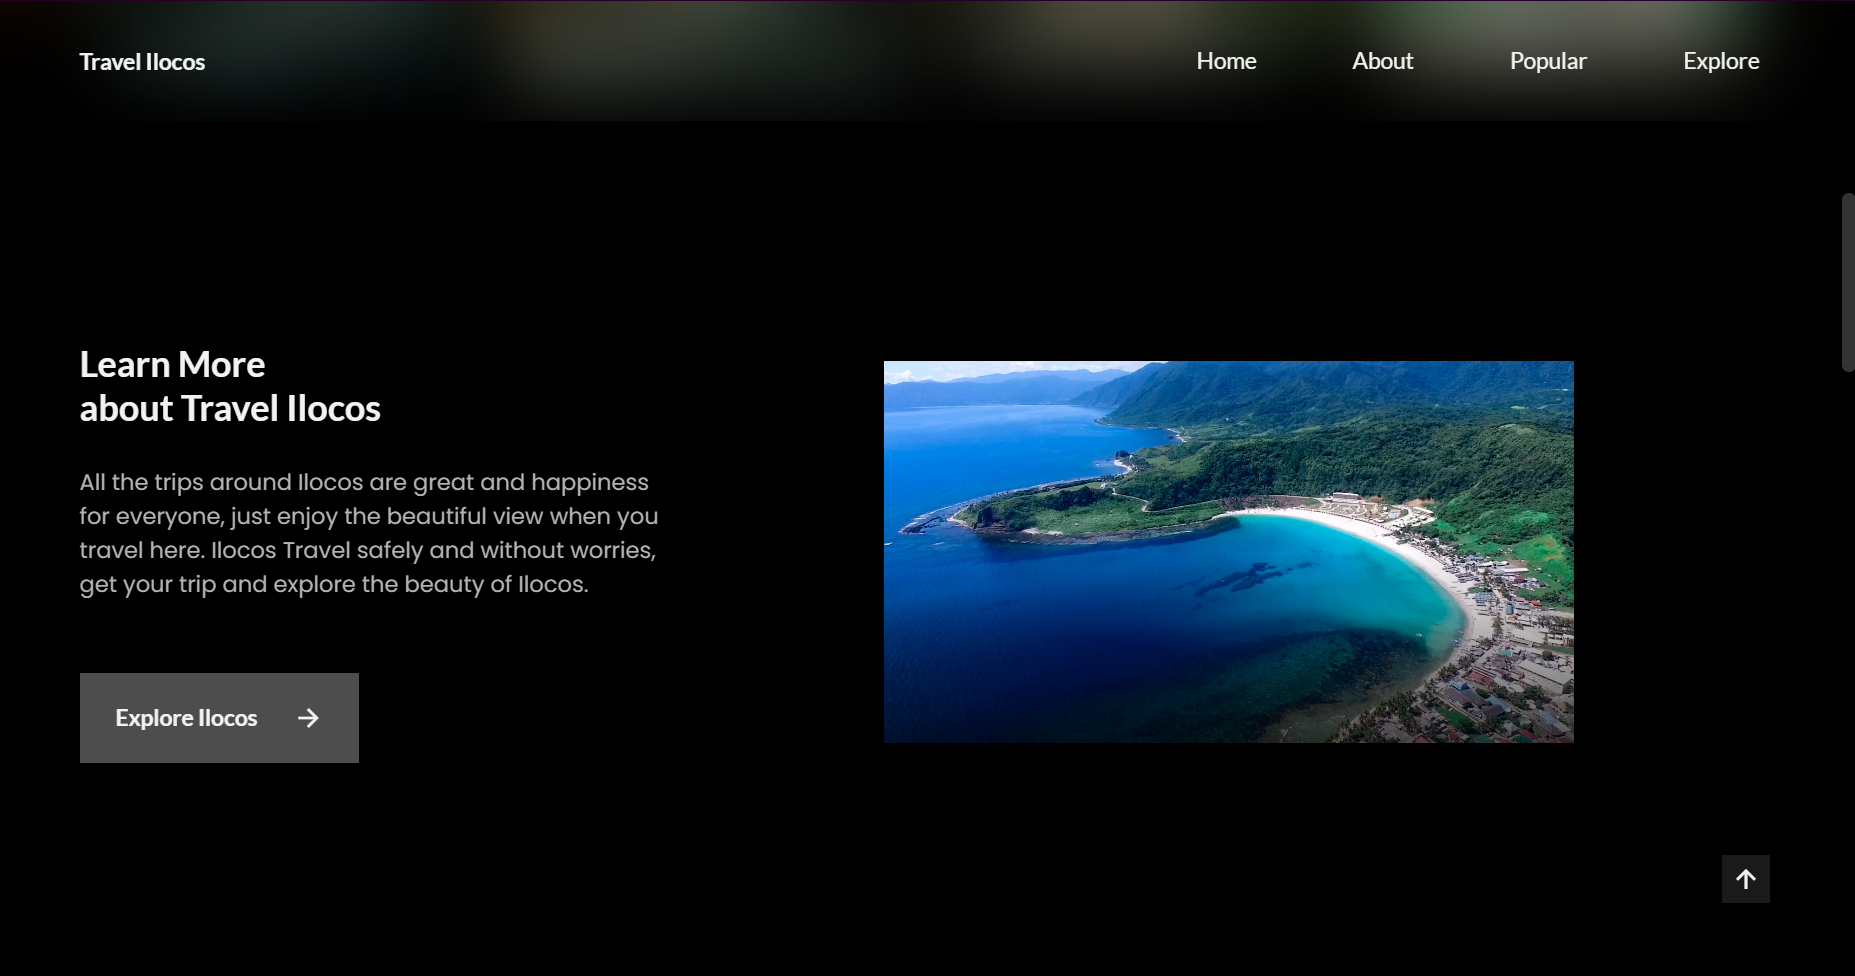 Travel Ilocos
Home
About
Popular
Explore
Learn More
about Travel Ilocos
All the trips around Ilocos are great and happiness
for everyone, just enjoy the beautiful view when you
travel here. Ilocos Travel safely and without worries,
get your trip and explore the beauty of Ilocos.
Explore Ilocos